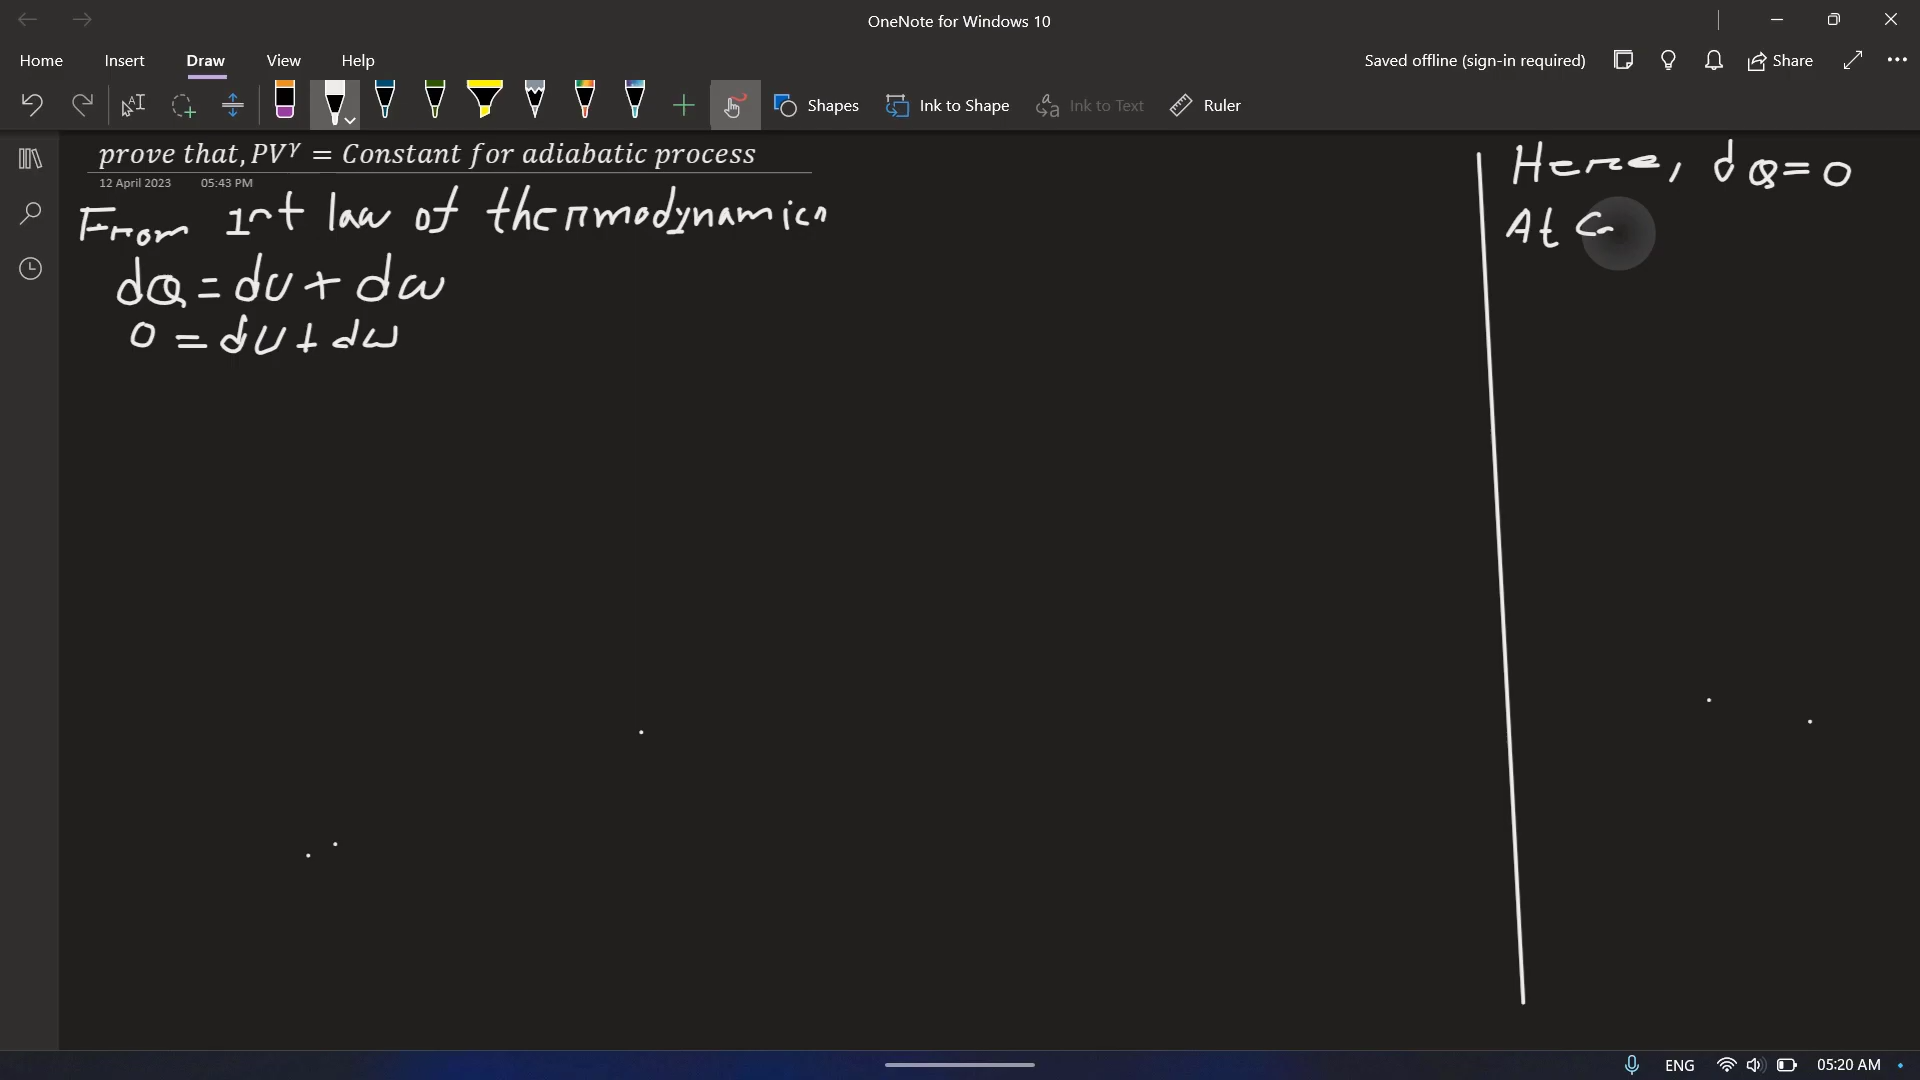 OneNote for Windows 10
Home Insert Draw View Help
Saved offline (sign-in required) Share
Shapes Ink to Shape Ink to Text Ruler
prove that, PVᵞ = Constant for adiabatic process
12 April 2023 05:43 PM
From 1st law of thermodynamics
dQ = dU + dw
0 = dU + dw
Here, dQ = 0
At
ENG 05:20 AM